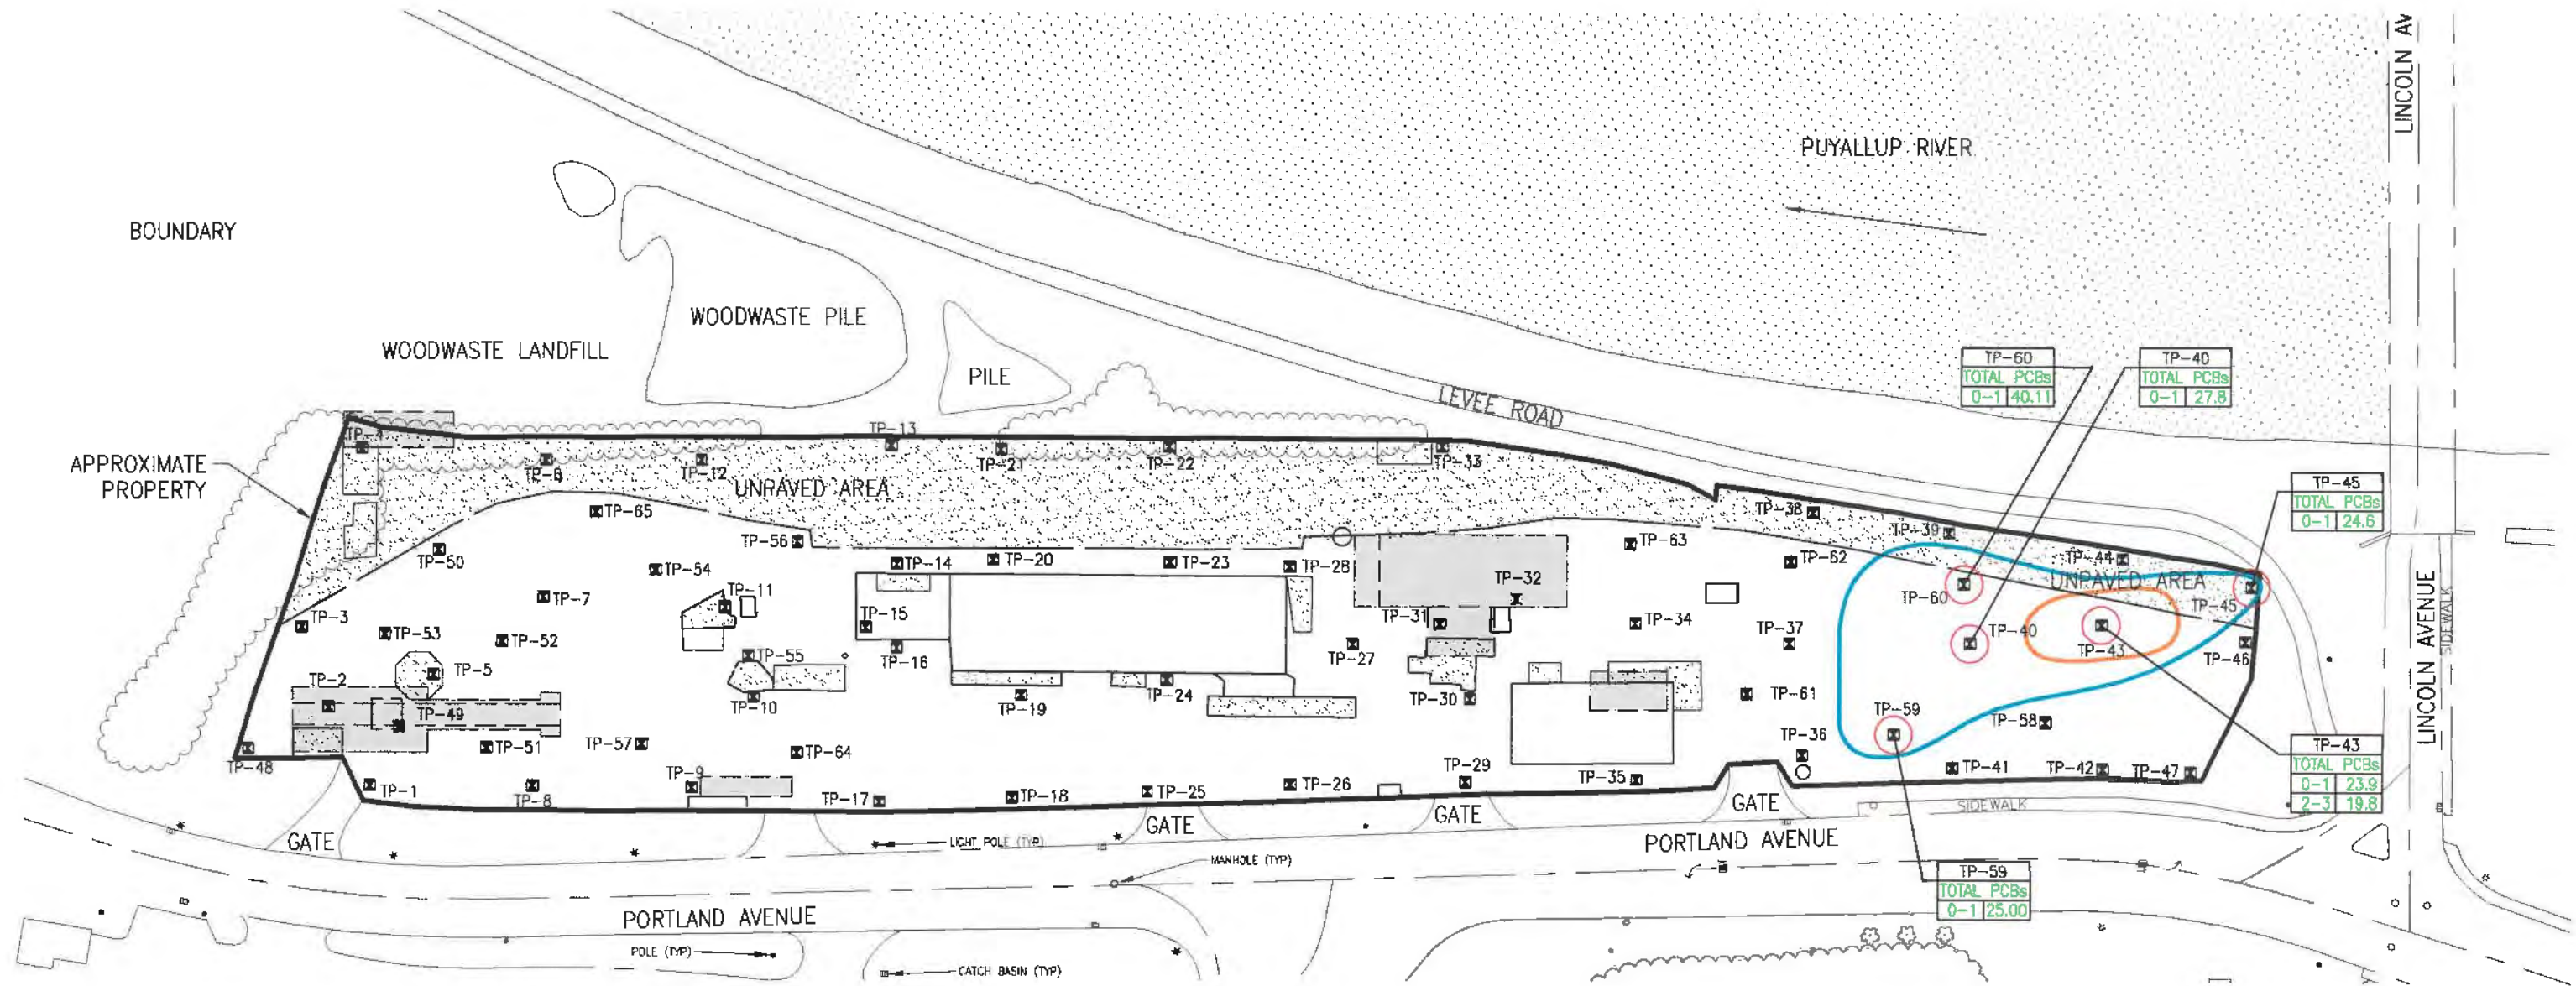 LINCOLN AV
PUYALLUP RIVER
BOUNDARY
WOODWASTE PILE
WOODWASTE LANDFILL
PILE
LEVEE ROAD
TP-60
TOTAL PCBs
0-1 40.11
TP-40
TOTAL PCBs
0-1 27.8
APPROXIMATE
PROPERTY
TP-4
TP-6
TP-12
TP-13
TP-21
TP-22
TP-33
UNPAVED AREA
TP-45
TOTAL PCBs
0-1 24.6
TP-65
TP-38
TP-39
TP-50
TP-56
TP-54
TP-14
TP-20
TP-23
TP-28
TP-63
TP-62
TP-44
UNPAVED AREA
TP-32
TP-3
TP-7
TP-11
TP-60
TP-45
TP-53
TP-52
TP-15
TP-31
TP-34
TP-37
TP-40
TP-43
TP-46
TP-16
TP-27
TP-55
TP-5
TP-2
TP-49
TP-10
TP-19
TP-24
TP-30
TP-61
TP-59
TP-58
LINCOLN AVENUE
SIDEWALK
TP-51
TP-57
TP-64
TP-36
TP-43
TOTAL PCBs
0-1 23.9
2-3 19.8
TP-48
TP-1
TP-8
TP-9
TP-17
TP-18
TP-25
TP-26
TP-29
TP-35
TP-41
TP-42
TP-47
GATE
GATE
GATE
GATE
SIDEWALK
LINCOLN AVENUE
LIGHT POLE (TYP)
PORTLAND AVENUE
MANHOLE (TYP)
TP-59
TOTAL PCBs
0-1 25.00
PORTLAND AVENUE
POLE (TYP)
CATCH BASIN (TYP)